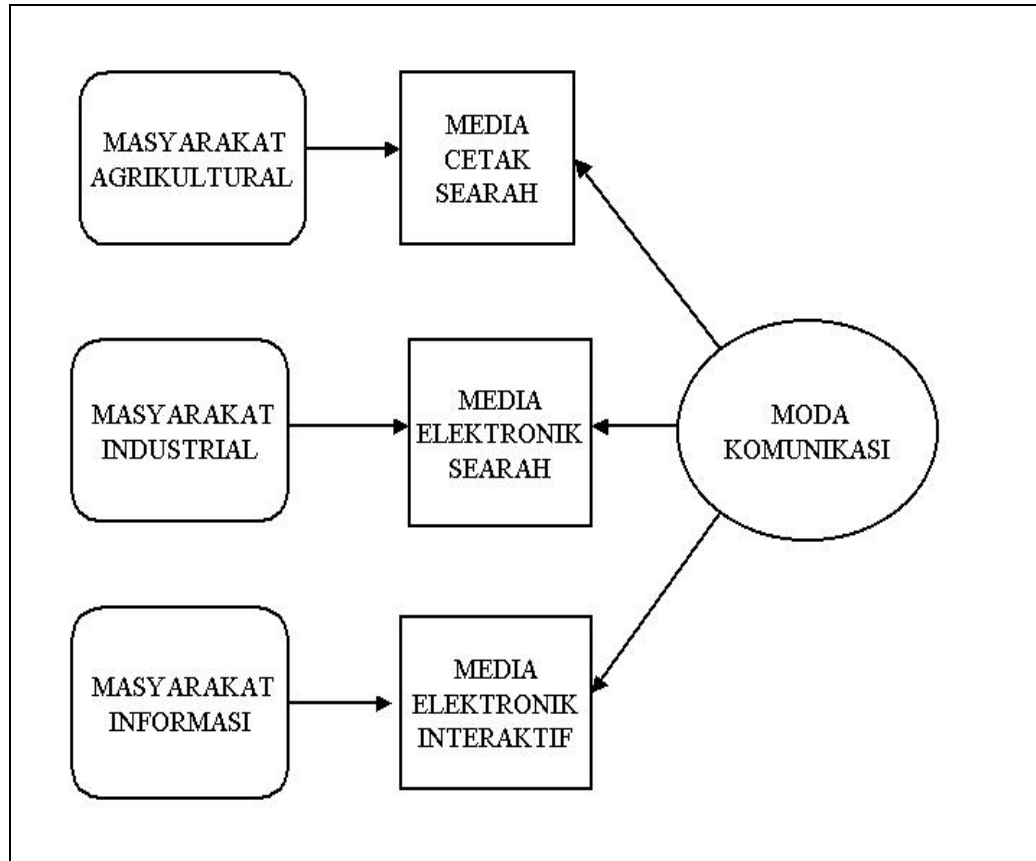 MASYARAKAT
AGRIKULTURAL
MEDIA
CETAK
SEARAH
MASYARAKAT
INDUSTRIAL
MEDIA
ELEKTRONIK
SEARAH
MODA
KOMUNIKASI
MASYARAKAT
INFORMASI
MEDIA
ELEKTRONIK
INTERAKTIF